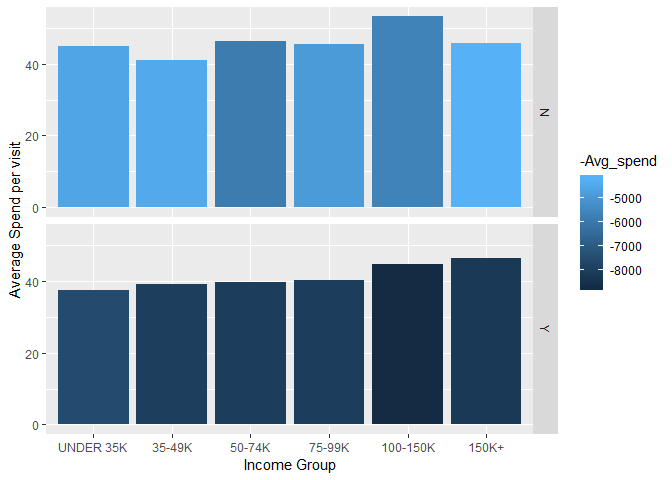 Average Spend per visit
40
20
0
N
40
20
0
Y
UNDER 35K
35-49K
50-74K
75-99K
100-150K
150K+
Income Group
-Avg_spend
-5000
-6000
-7000
-8000